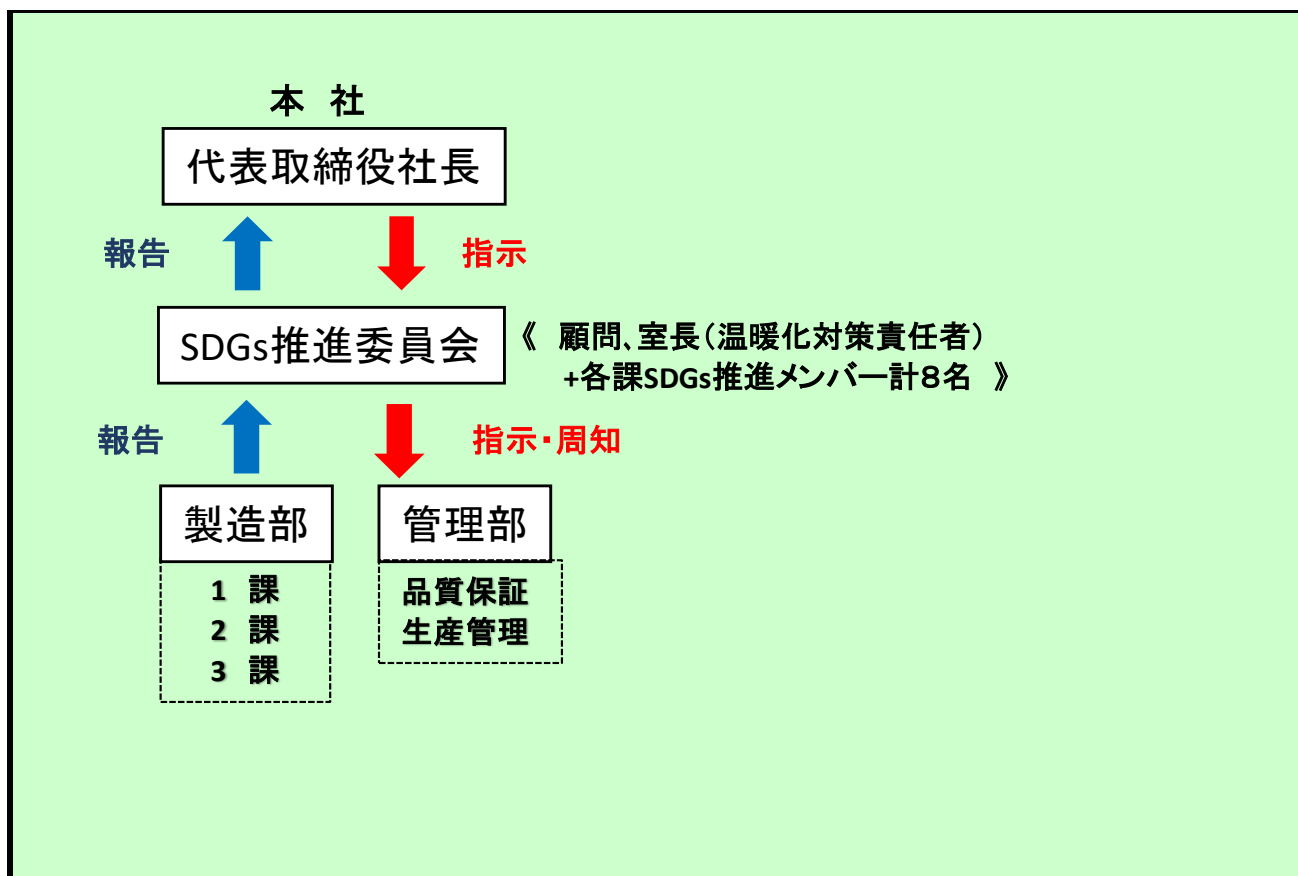 本 社
代表取締役社長
報告
指示
SDGs推進委員会
《 顧問、室長(温暖化対策責任者)
+各課SDGs推進メンバー計8名 》
報告
指示・周知
製造部
管理部
1 課
2 課
3 課
品質保証
生産管理